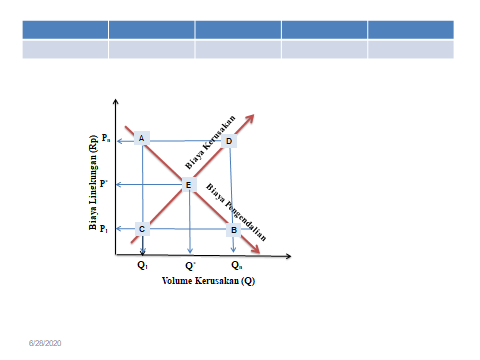 Biaya Lingkungan (Rp)
Pn
P*
P1
A
D
E
C
B
Biaya Kerusakan
Biaya Pengendalian
Q1
Q*
Qn
Volume Kerusakan (Q)
6/28/2020